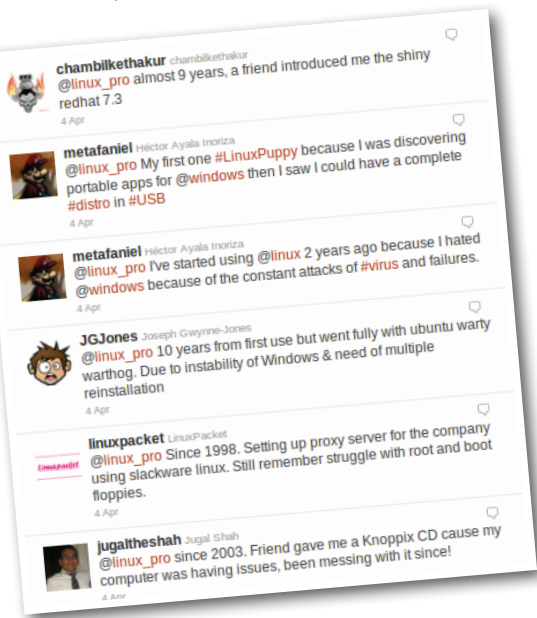 chambilkethakur chambilkethakur
@linux_pro almost 9 years, a friend introduced me the shiny
redhat 7.3
4 Apr
metafaniel Héctor Ayala Inoriza
@linux_pro My first one #LinuxPuppy because I was discovering
portable apps for @windows then I saw I could have a complete
#distro in #USB
4 Apr
metafaniel Héctor Ayala Inoriza
@linux_pro I've started using @linux 2 years ago because I hated
@windows because of the constant attacks of #virus and failures.
4 Apr
JGJones Joseph Gwynne-Jones
@linux_pro 10 years from first use but went fully with ubuntu warty
warthog. Due to instability of Windows & need of multiple
reinstallation
4 Apr
Linuxpacket
linuxpacket LinuxPacket
@linux_pro Since 1998. Setting up proxy server for the company
using slackware linux. Still remember struggle with root and boot
floppies.
4 Apr
jugaltheshah Jugal Shah
@linux_pro since 2003. Friend gave me a Knoppix CD cause my
computer was having issues, been messing with it since!
4 Apr